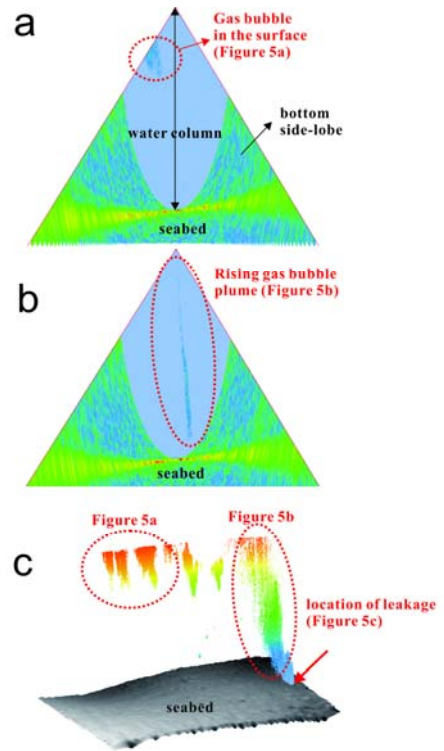 a
Gas bubble
in the surface
(Figure 5a)
bottom
side-lobe
water column
seabed
b
Rising gas bubble
plume (Figure 5b)
seabed
c
Figure 5a
Figure 5b
location of leakage
(Figure 5c)
seabed